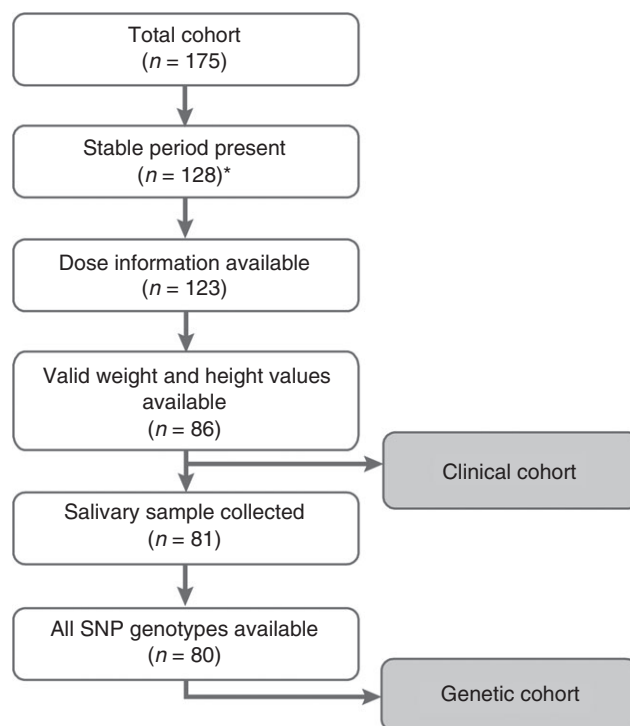 Total cohort
(n = 175)
Stable period present
(n = 128)*
Dose information available
(n = 123)
Valid weight and height values
available
(n = 86)
Clinical cohort
Salivary sample collected
(n = 81)
All SNP genotypes available
(n = 80)
Genetic cohort